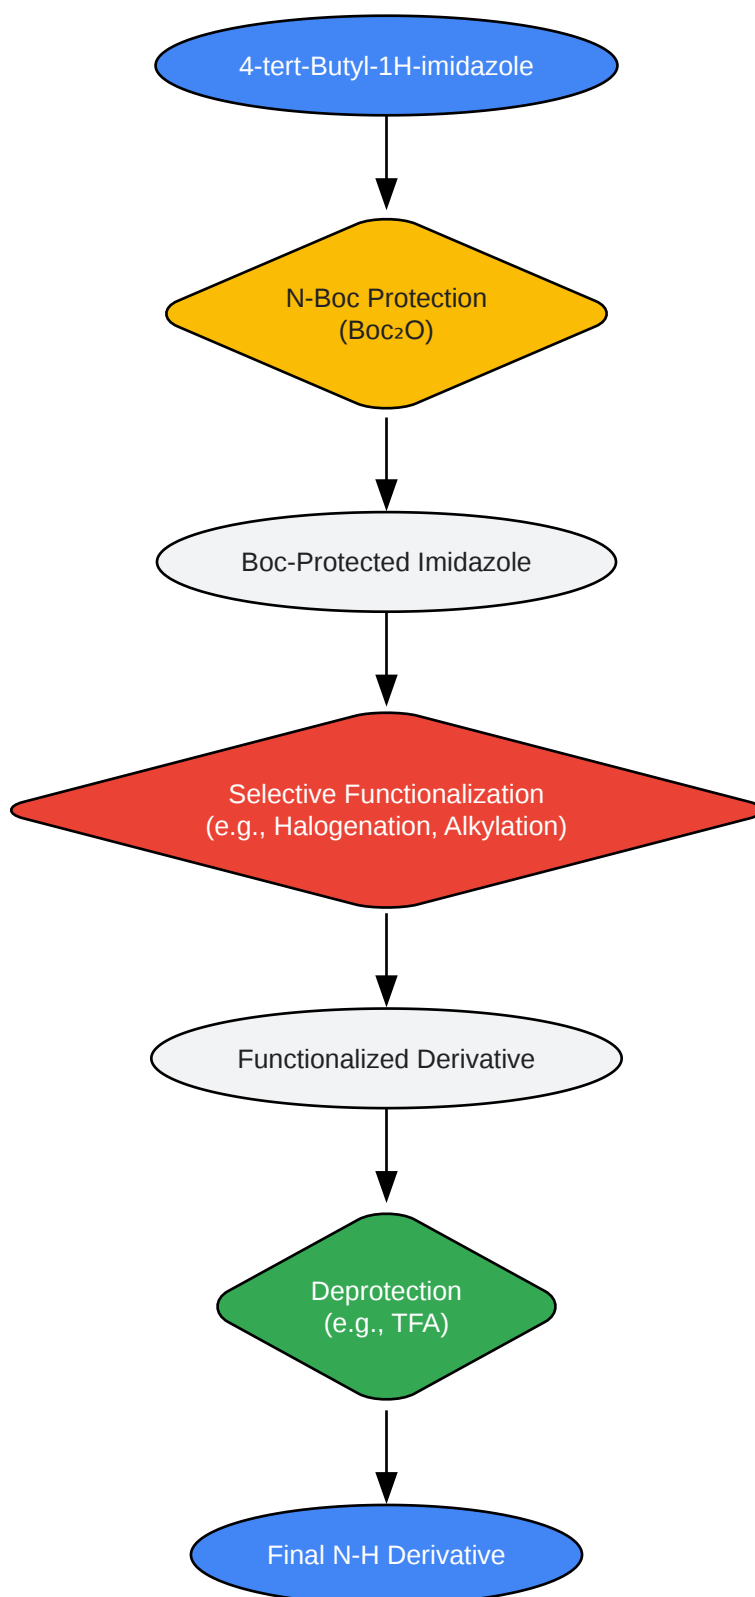 4-tert-Butyl-1H-imidazole
N-Boc Protection
(Boc₂O)
Boc-Protected Imidazole
Selective Functionalization
(e.g., Halogenation, Alkylation)
Functionalized Derivative
Deprotection
(e.g., TFA)
Final N-H Derivative